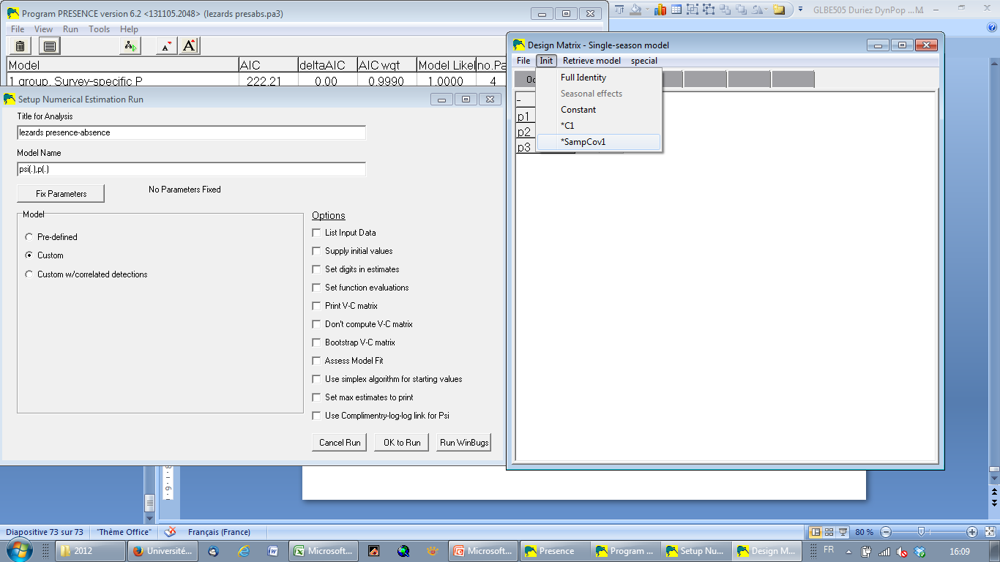 Program PRESENCE version 6.2 <131105.2048> (lezards presabs.pa3)
File View Run Tools Help
A A
Model AIC deltaAIC AIC wgt Model Likel no.Pa
1 group, Survey-specific P 222.21 0.00 0.9990 1.0000 4
Setup Numerical Estimation Run
Title for Analysis
lezards presence-absence
Model Name
psi(.),p(.)
Fix Parameters
No Parameters Fixed
Model
Pre-defined
Custom
Custom w/correlated detections
Options
List Input Data
Supply initial values
Set digits in estimates
Set function evaluations
Print V-C matrix
Don't compute V-C matrix
Bootstrap V-C matrix
Assess Model Fit
Use simplex algorithm for starting values
Set max estimates to print
Use Complimentry-log-log link for Psi
Cancel Run
OK to Run
Run WinBugs
GLBE505 Duriez DynPop ...M.
Design Matrix - Single-season model
File Init Retrieve model special
Full Identity
Seasonal effects
Constant
*C1
*SampCov1
-
p1
p2
p3
Diapositive 73 sur 73
"Thème Office"
Français (France)
80 %
2012
Université...
Microsoft...
Microsoft...
Presence
Program ...
Setup Nu...
Design M...
FR
16:09